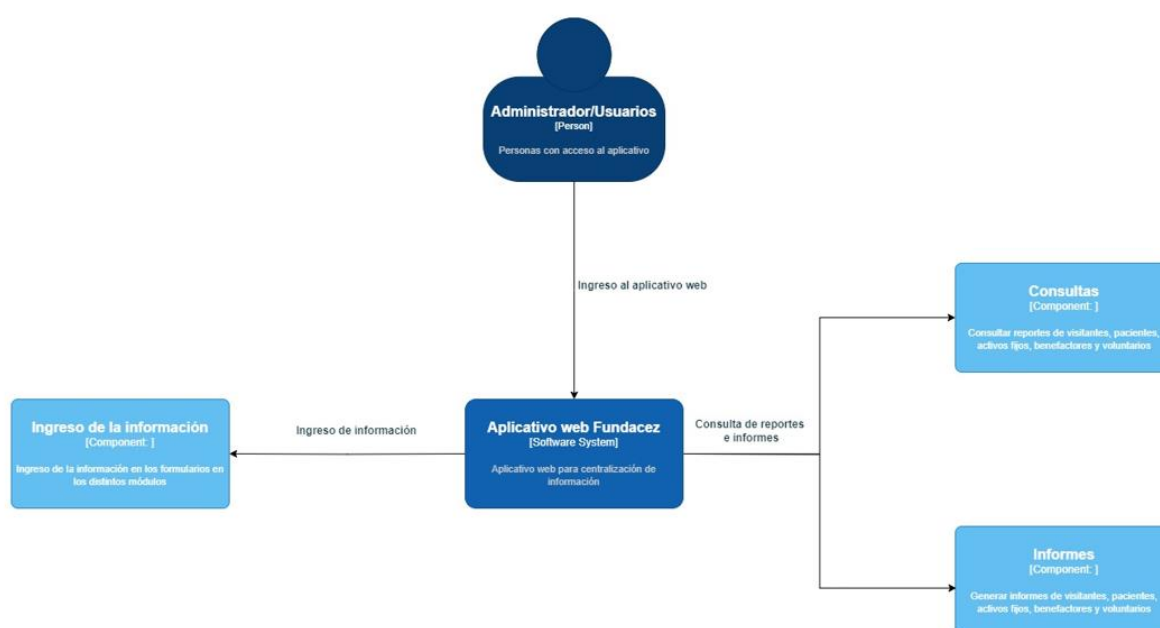 Administrador/Usuarios
[Person]
Personas con acceso al aplicativo
Ingreso al aplicativo web
Consultas
[Component: ]
Consultar reportes de visitantes, pacientes,
activos fijos, benefactores y voluntarios
Ingreso de la información
[Component: ]
Ingreso de la información en los formularios en
los distintos módulos
Ingreso de información
Aplicativo web Fundacez
[Software System]
Aplicativo web para centralización de
información
Consulta de reportes
e informes
Informes
[Component: ]
Generar informes de visitantes, pacientes,
activos fijos, benefactores y voluntarios